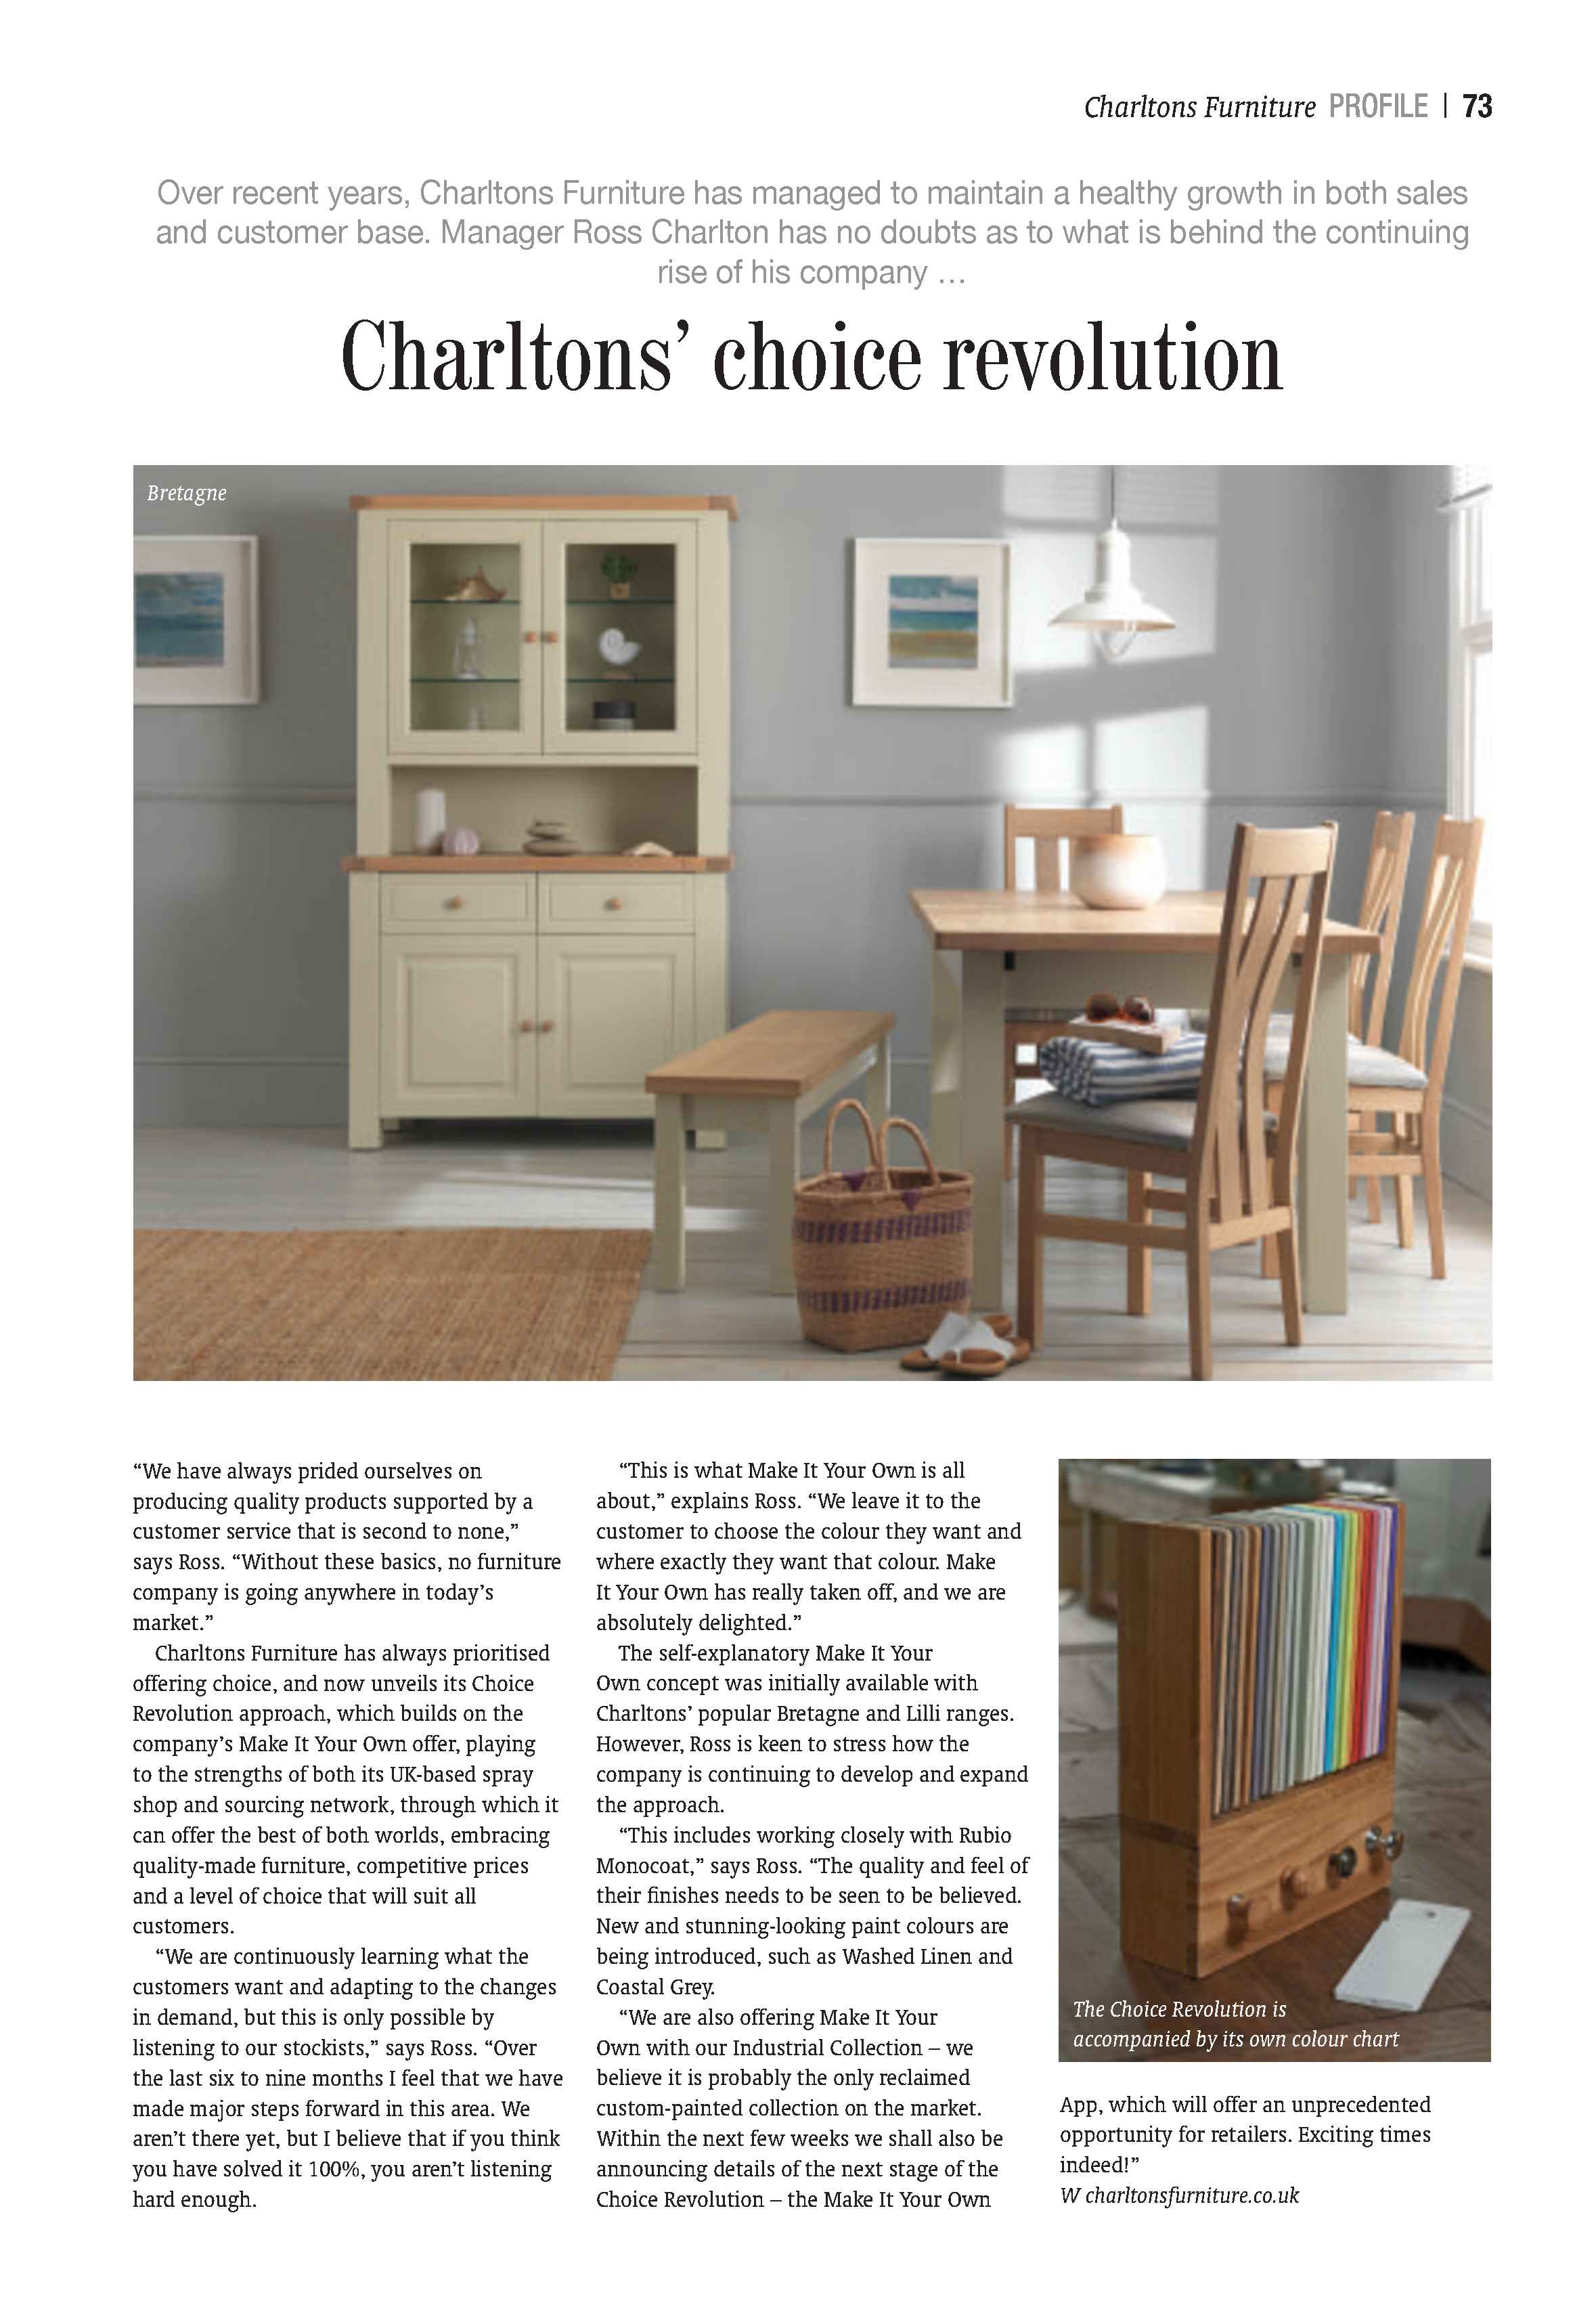 Charltons Furniture PROFILE | 73
Over recent years, Charltons Furniture has managed to maintain a healthy growth in both sales
and customer base. Manager Ross Charlton has no doubts as to what is behind the continuing
rise of his company …
Charltons’ choice revolution
Bretagne
“We have always prided ourselves on
producing quality products supported by a
customer service that is second to none,”
says Ross. “Without these basics, no furniture
company is going anywhere in today’s
market.”
Charltons Furniture has always prioritised
offering choice, and now unveils its Choice
Revolution approach, which builds on the
company’s Make It Your Own offer, playing
to the strengths of both its UK-based spray
shop and sourcing network, through which it
can offer the best of both worlds, embracing
quality-made furniture, competitive prices
and a level of choice that will suit all
customers.
“We are continuously learning what the
customers want and adapting to the changes
in demand, but this is only possible by
listening to our stockists,” says Ross. “Over
the last six to nine months I feel that we have
made major steps forward in this area. We
aren’t there yet, but I believe that if you think
you have solved it 100%, you aren’t listening
hard enough.
“This is what Make It Your Own is all
about,” explains Ross. “We leave it to the
customer to choose the colour they want and
where exactly they want that colour. Make
It Your Own has really taken off, and we are
absolutely delighted.”
The self-explanatory Make It Your
Own concept was initially available with
Charltons’ popular Bretagne and Lilli ranges.
However, Ross is keen to stress how the
company is continuing to develop and expand
the approach.
“This includes working closely with Rubio
Monocoat,” says Ross. “The quality and feel of
their finishes needs to be seen to be believed.
New and stunning-looking paint colours are
being introduced, such as Washed Linen and
Coastal Grey.
“We are also offering Make It Your
Own with our Industrial Collection – we
believe it is probably the only reclaimed
custom-painted collection on the market.
Within the next few weeks we shall also be
announcing details of the next stage of the
Choice Revolution – the Make It Your Own
The Choice Revolution is
accompanied by its own colour chart
App, which will offer an unprecedented
opportunity for retailers. Exciting times
indeed!”
W charltonsfurniture.co.uk